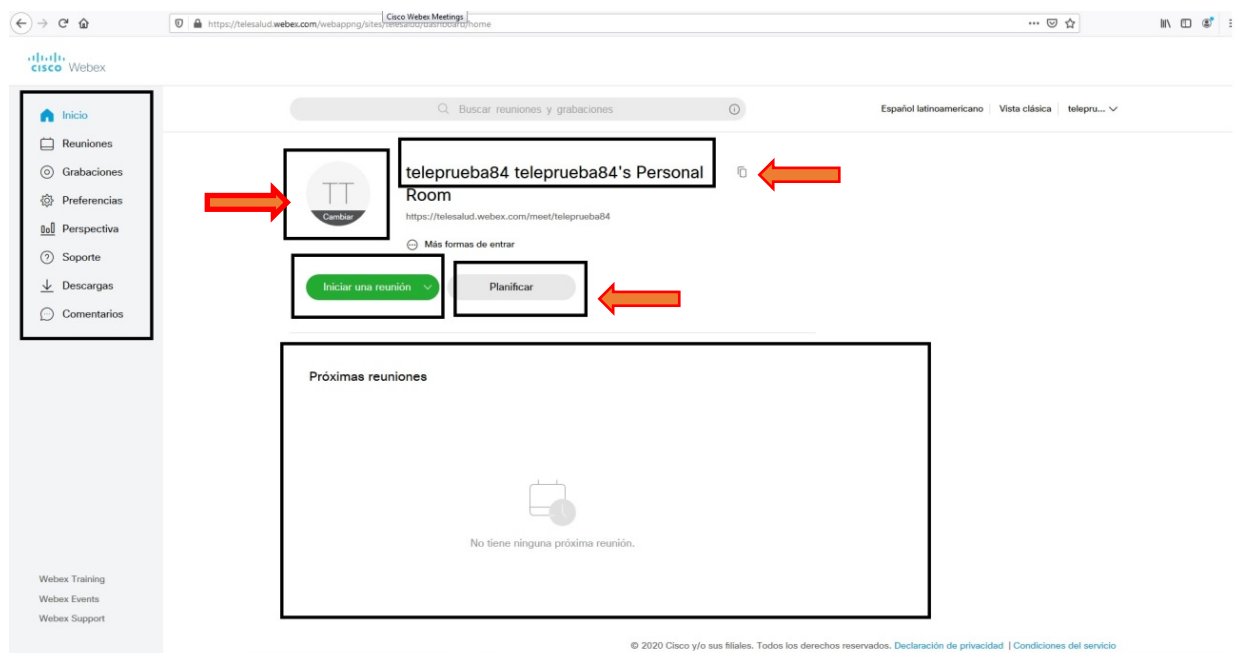 Cisco Webex Meetings
https://telesalud.webex.com/webappng/sites/telesalud/dashboard/home
CISCO Webex
Buscar reuniones y grabaciones
Español latinoamericano Vista clásica telepru...
Inicio
Reuniones
Grabaciones
Preferencias
Perspectiva
Soporte
Descargas
Comentarios
TT
Cambiar
teleprueba84 teleprueba84's Personal
Room
https://telesalud.webex.com/meet/teleprueba84
Más formas de entrar
Iniciar una reunión
Planificar
Próximas reuniones
No tiene ninguna próxima reunión.
Webex Training
Webex Events
Webex Support
© 2020 Cisco y/o sus filiales. Todos los derechos reservados. Declaración de privacidad | Condiciones del servicio